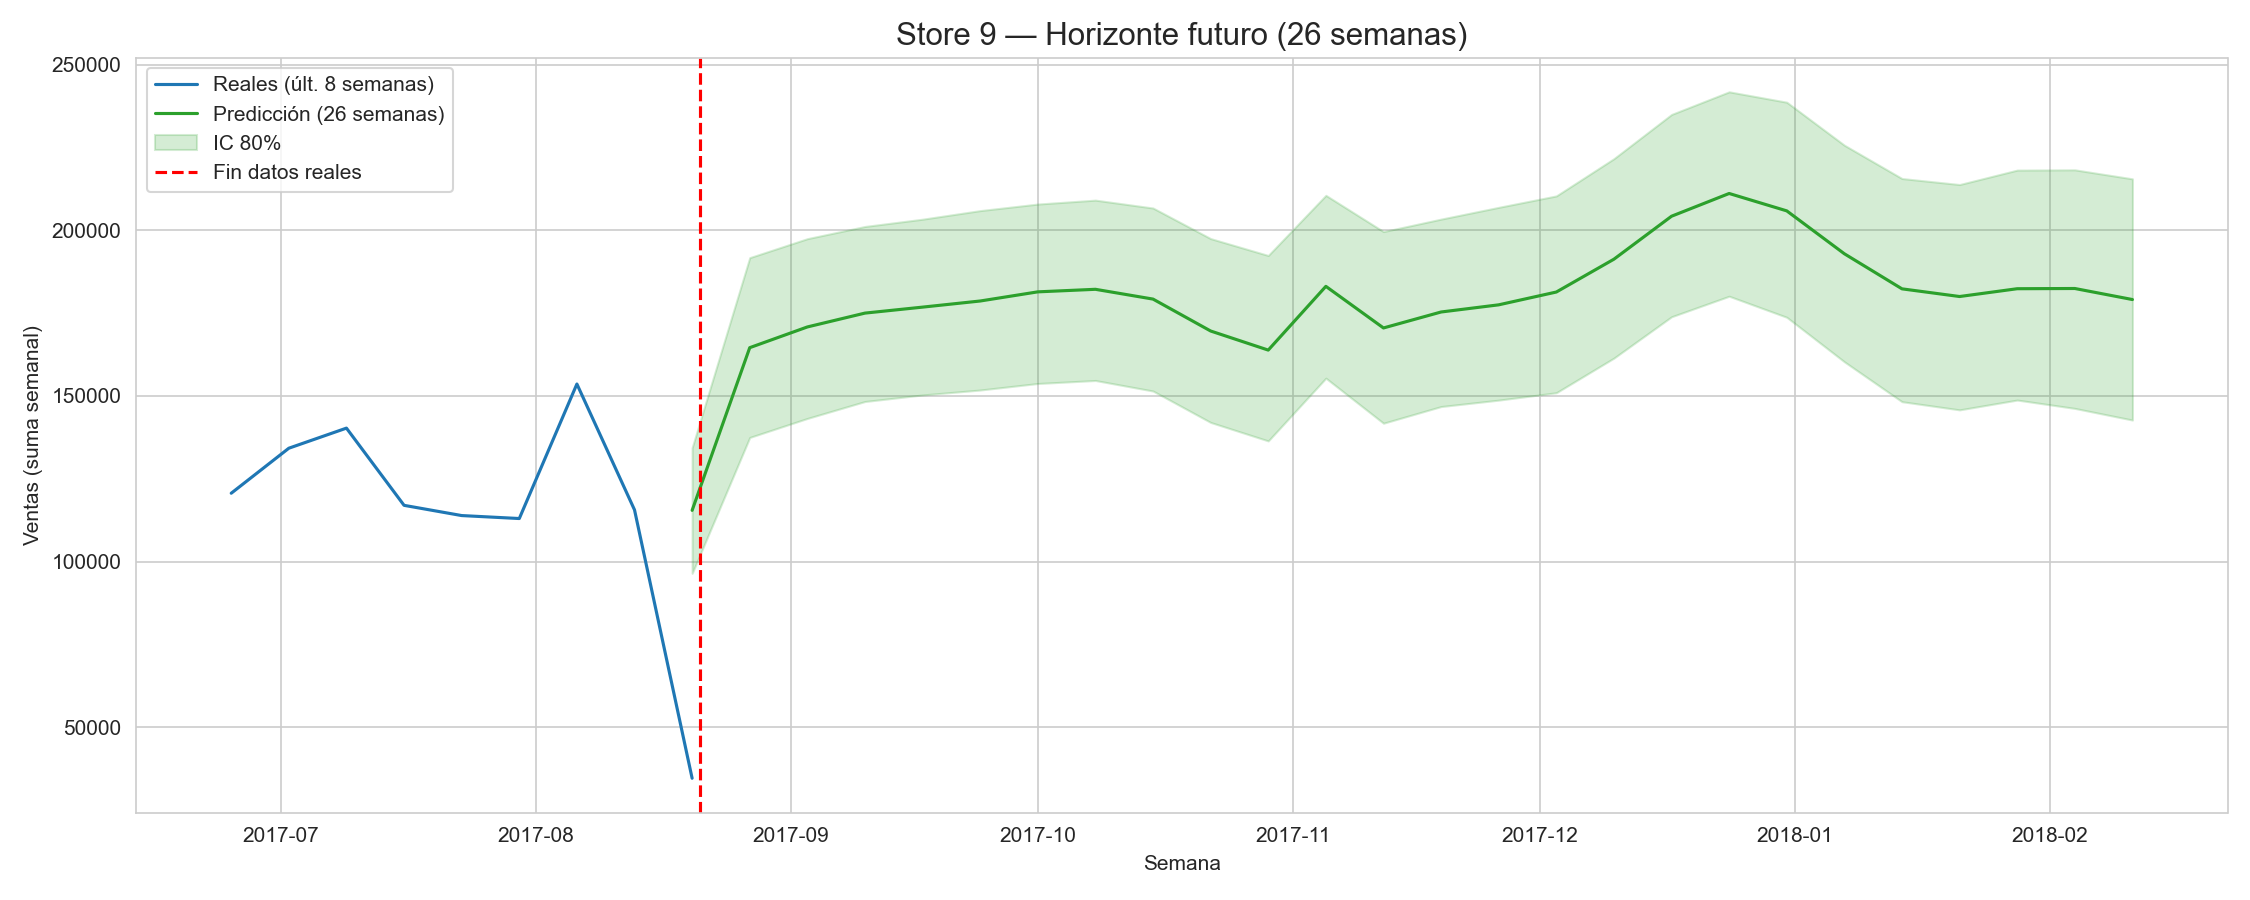 Store 9 — Horizonte futuro (26 semanas)
250000
200000
150000
100000
50000
Ventas (suma semanal)
Reales (últ. 8 semanas)
Predicción (26 semanas)
IC 80%
Fin datos reales
2017-07
2017-08
2017-09
2017-10
2017-11
2017-12
2018-01
2018-02
Semana